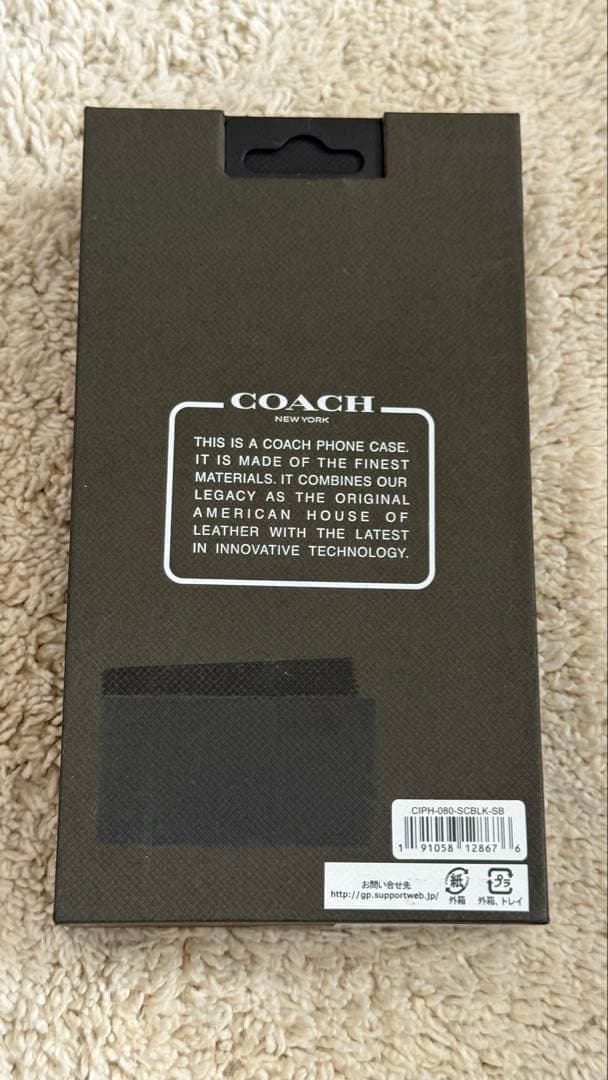 COACH
NEW YORK
THIS IS A COACH PHONE CASE.
IT IS MADE OF THE FINEST
MATERIALS. IT COMBINES OUR
LEGACY AS THE ORIGINAL
AMERICAN HOUSE OF
LEATHER WITH THE LATEST
IN INNOVATIVE TECHNOLOGY.
CIPH-080-SCBLK-SB
1 91058 12867 6
お問い合せ先
http://gp.supportweb.jp/
紙
外箱
プラ
外箱、トレイ